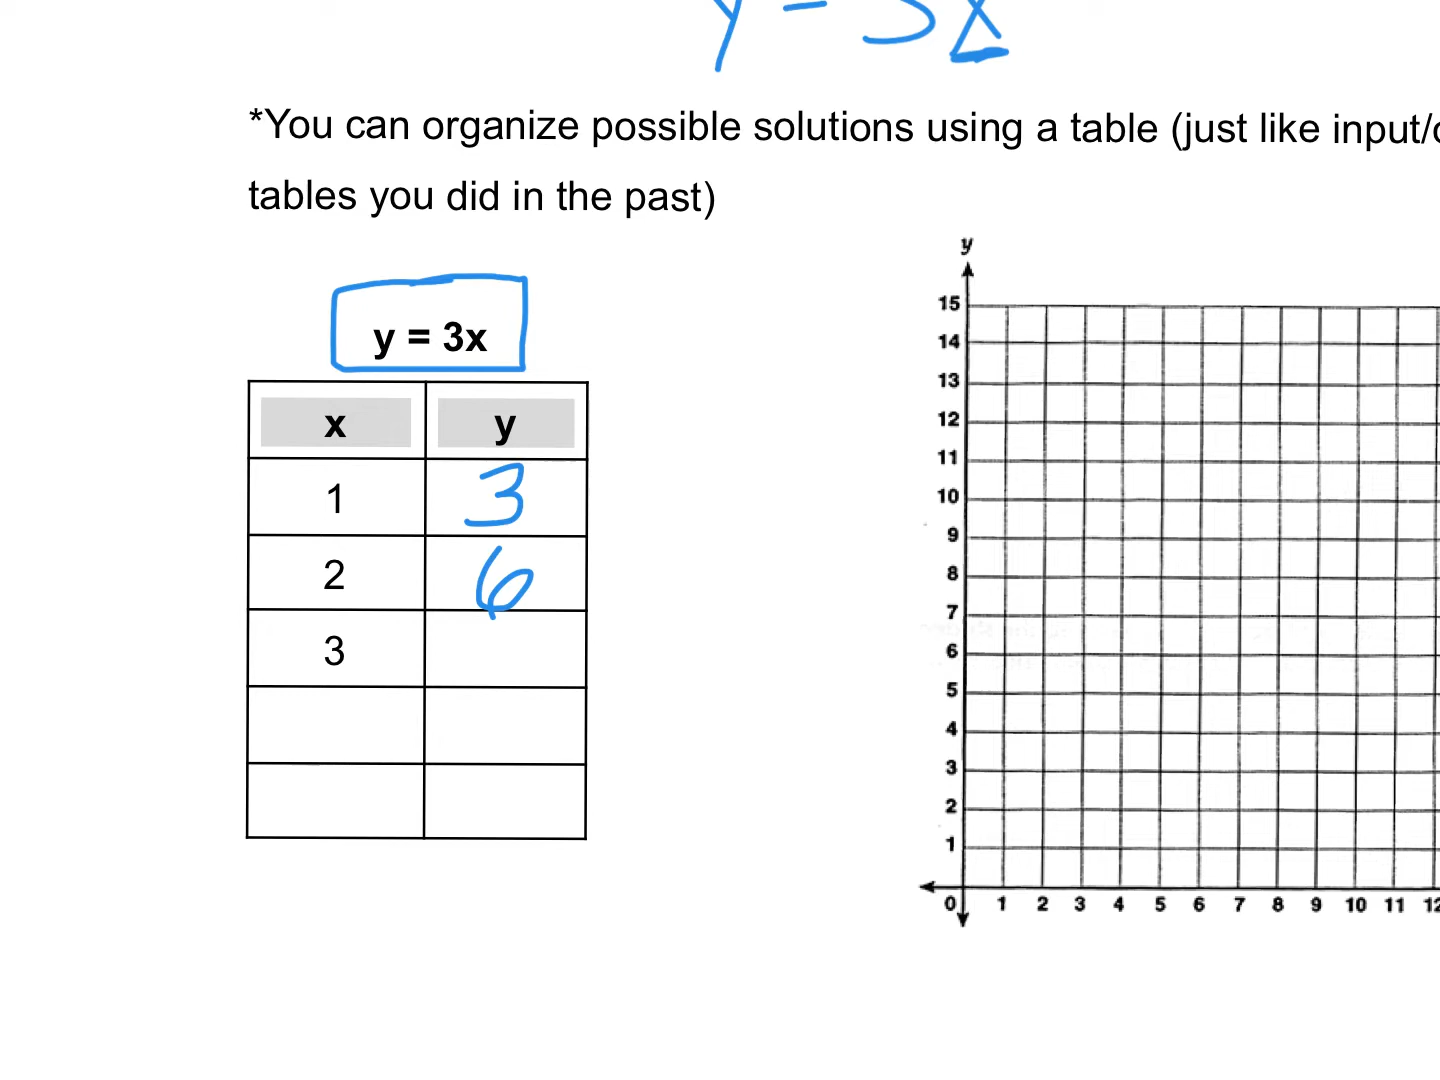 y = 3x
*You can organize possible solutions using a table (just like input/
tables you did in the past)
y = 3x
x y
1 3
2 6
3
y
15
14
13
12
11
10
9
8
7
6
5
4
3
2
1
0 1 2 3 4 5 6 7 8 9 10 11 12